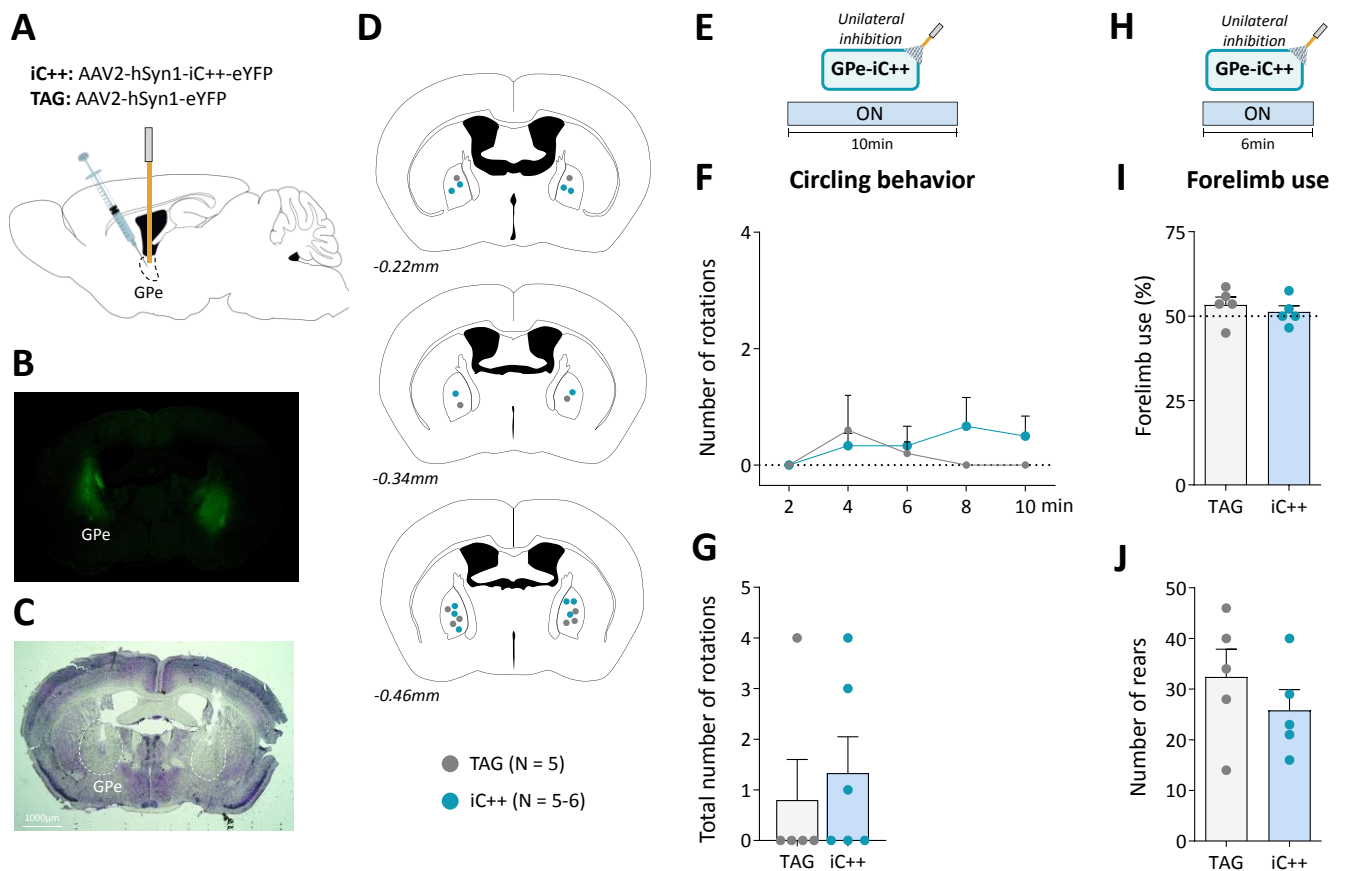 A
iC++: AAV2-hSyn1-iC++-eYFP
TAG: AAV2-hSyn1-eYFP
GPe
B
GPe
C
GPe
1000µm
D
-0.22mm
-0.34mm
-0.46mm
TAG (N = 5)
iC++ (N = 5-6)
E
Unilateral
inhibition
GPe-iC++
ON
10min
F
Circling behavior
Number of rotations
4
2
0
2 4 6 8 10 min
G
Total number of rotations
5
4
3
2
1
0
TAG iC++
H
Unilateral
inhibition
GPe-iC++
ON
6min
I
Forelimb use
Forelimb use (%)
75
50
25
0
TAG iC++
J
Number of rears
50
40
30
20
10
0
TAG iC++